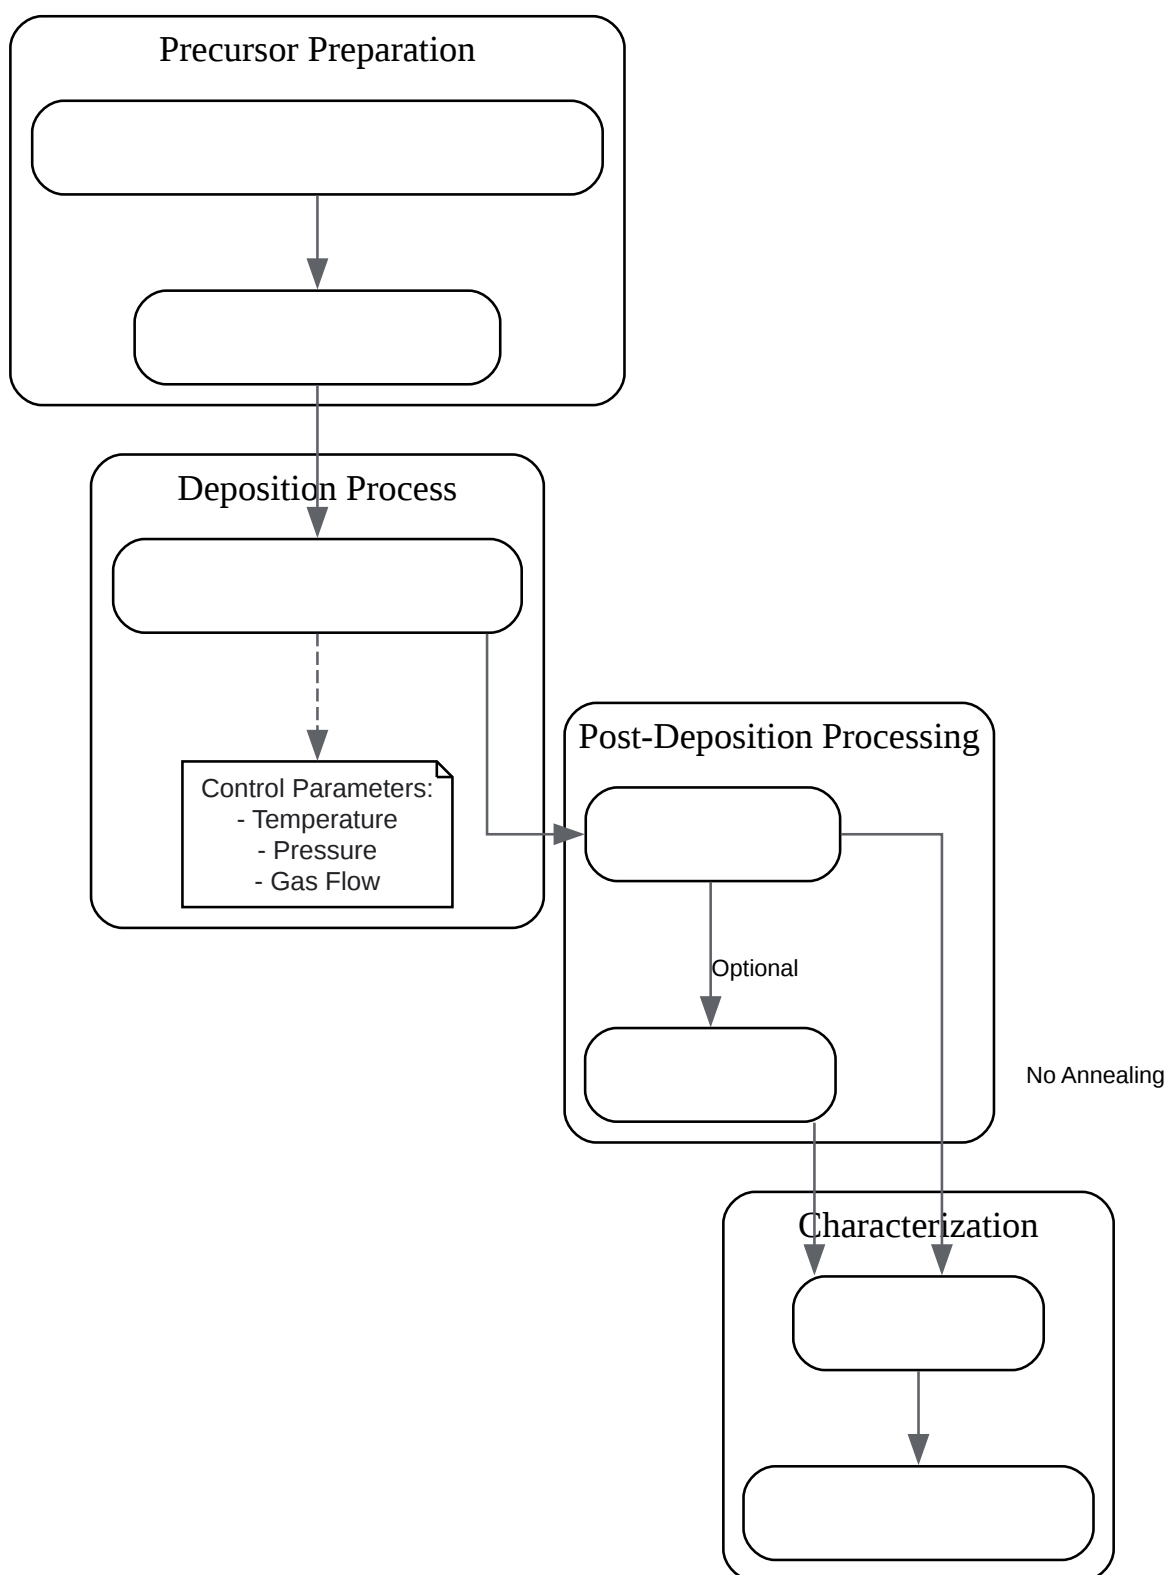 Precursor Preparation
Deposition Process
Control Parameters:
- Temperature
- Pressure
- Gas Flow
Post-Deposition Processing
Optional
No Annealing
Characterization